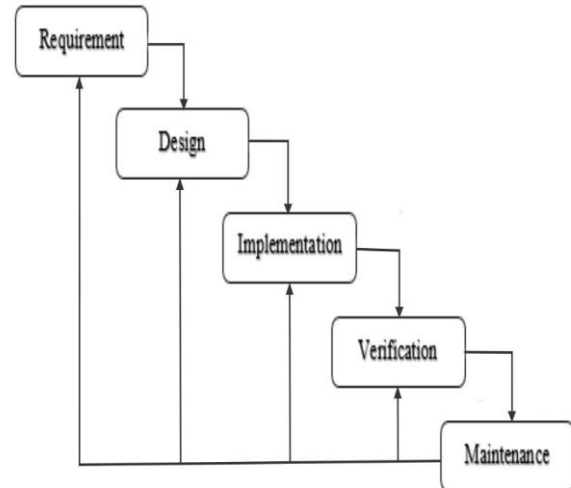 Requirement
Design
Implementation
Verification
Maintenance